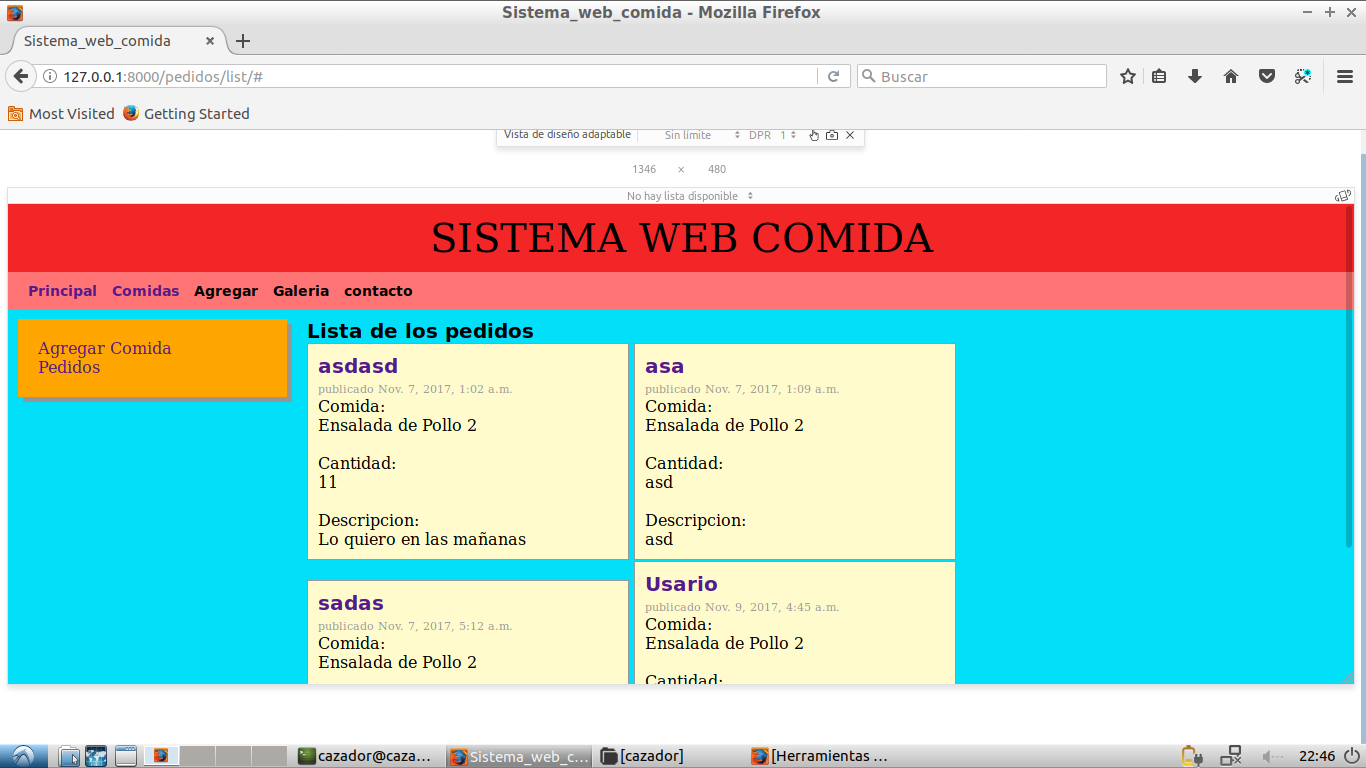 Sistema_web_comida - Mozilla Firefox
Sistema_web_comida
127.0.0.1:8000/pedidos/list/#
Buscar
Most Visited Getting Started
Vista de diseño adaptable Sin límite DPR 1
1346 × 480
No hay lista disponible
SISTEMA WEB COMIDA
Principal Comidas Agregar Galeria contacto
Agregar Comida
Pedidos
Lista de los pedidos
asdasd
publicado Nov. 7, 2017, 1:02 a.m.
Comida:
Ensalada de Pollo 2
Cantidad:
11
Descripcion:
Lo quiero en las mañanas
asa
publicado Nov. 7, 2017, 1:09 a.m.
Comida:
Ensalada de Pollo 2
Cantidad:
asd
Descripcion:
asd
sadas
publicado Nov. 7, 2017, 5:12 a.m.
Comida:
Ensalada de Pollo 2
Usario
publicado Nov. 9, 2017, 4:45 a.m.
Comida:
Ensalada de Pollo 2
Cantidad:
cazador@caza... Sistema_web_c... [cazador] [Herramientas ... 22:46